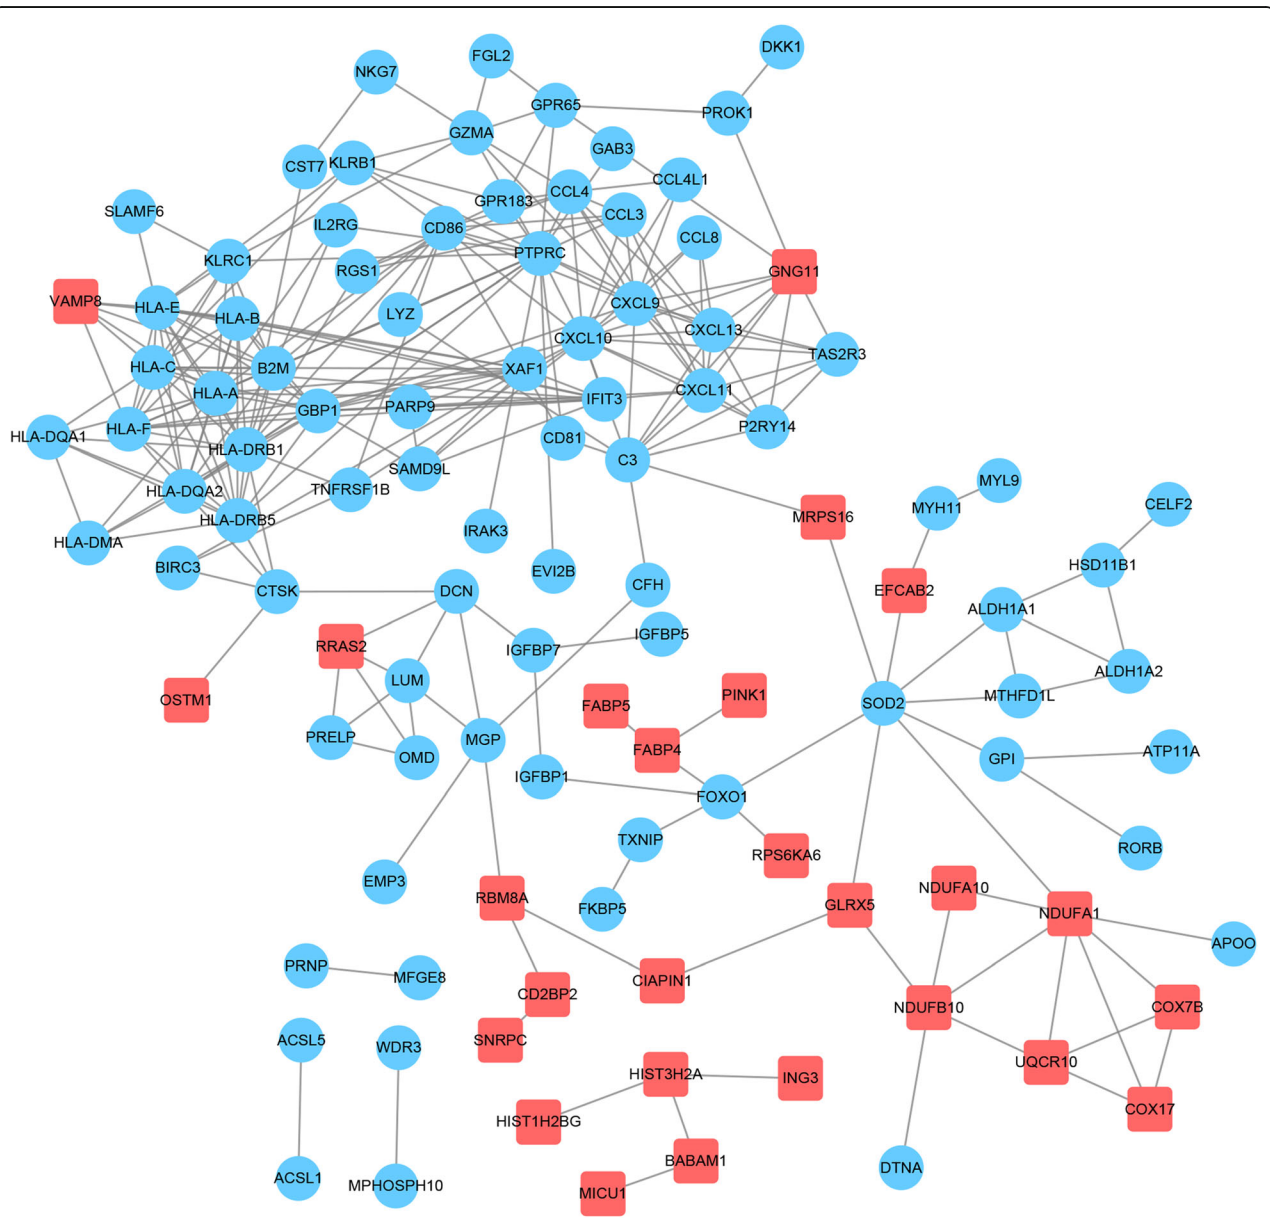 DKK1
FGL2
NKG7
GPR65
PROK1
GZMA
GAB3
CST7
KLRB1
CCL4L1
CCL4
GPR183
SLAMF6
CCL3
IL2RG
CD86
CCL8
PTPRC
KLRC1
RGS1
GNG11
VAMP8
HLA-E
CXCL9
HLA-B
LYZ
CXCL13
CXCL10
TAS2R3
HLA-C
B2M
XAF1
HLA-A
CXCL11
IFIT3
GBP1
PARP9
P2RY14
HLA-F
HLA-DQA1
CD81
HLA-DRB1
C3
SAMD9L
MYL9
HLA-DQA2
TNFRSF1B
CELF2
MYH11
MRPS16
HLA-DRB5
IRAK3
HLA-DMA
HSD11B1
BIRC3
EVI2B
CFH
CTSK
DCN
EFCAB2
ALDH1A1
IGFBP5
RRAS2
IGFBP7
ALDH1A2
LUM
PINK1
MTHFD1L
OSTM1
FABP5
SOD2
PRELP
MGP
FABP4
ATP11A
OMD
GPI
IGFBP1
FOXO1
TXNIP
RORB
RPS6KA6
EMP3
NDUFA10
RBM8A
GLRX5
FKBP5
NDUFA1
APOO
PRNP
MFGE8
CIAPIN1
CD2BP2
NDUFB10
COX7B
ACSL5
SNRPC
WDR3
UQCR10
HIST3H2A
ING3
COX17
HIST1H2BG
BABAM1
DTNA
ACSL1
MPHOSPH10
MICU1